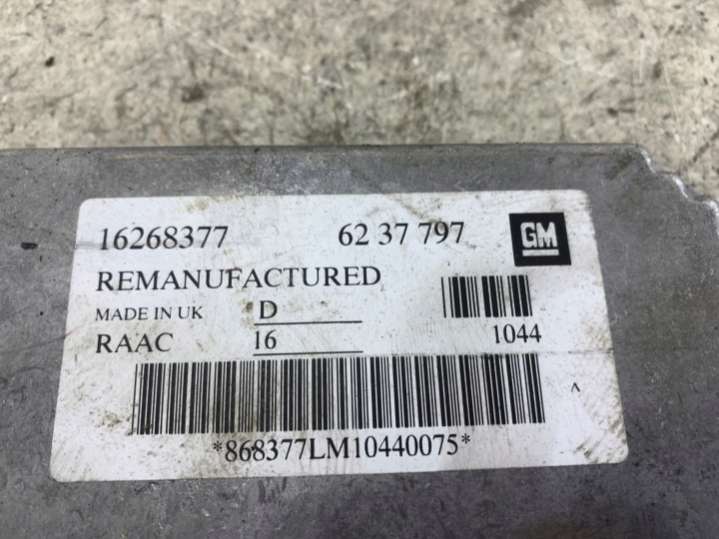 16268377 62 37 797 GM
REMANUFACTURED
MADE IN UK D
RAAC 16 1044
*868377LM10440075*